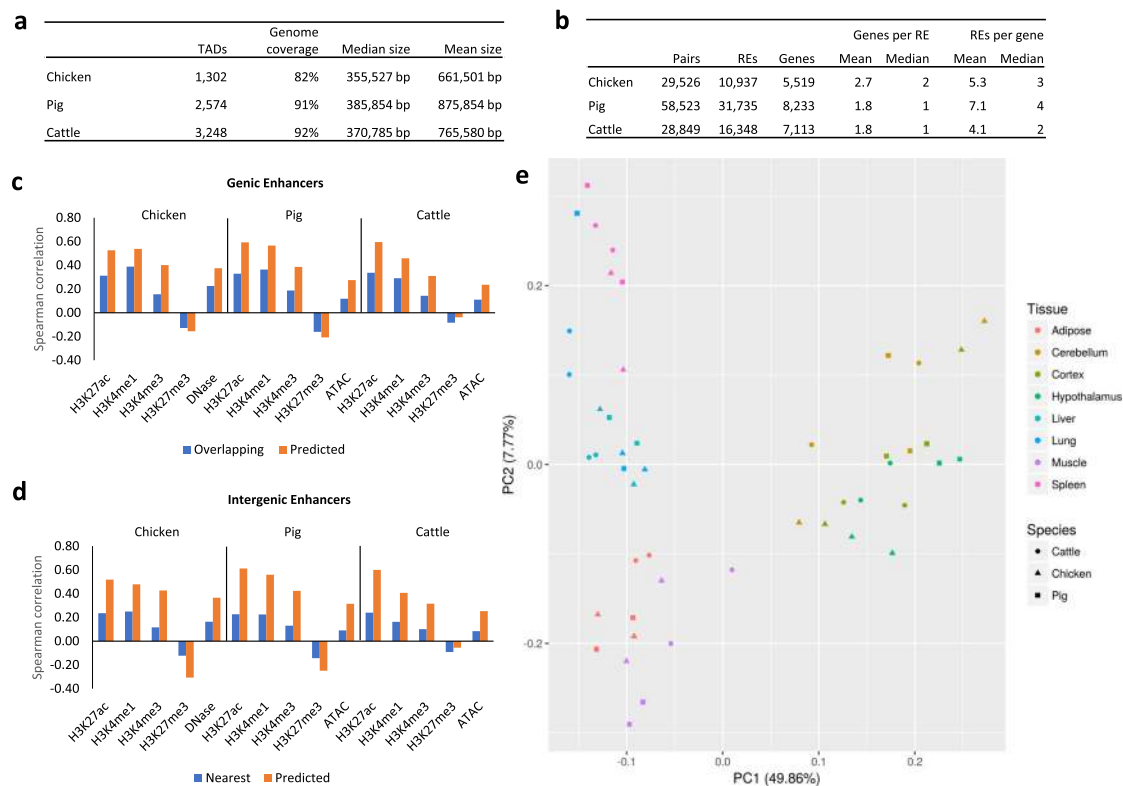 a
TADs Genome coverage Median size Mean size
Chicken 1,302 82% 355,527 bp 661,501 bp
Pig 2,574 91% 385,854 bp 875,854 bp
Cattle 3,248 92% 370,785 bp 765,580 bp
b
Genes per RE REs per gene
Pairs REs Genes Mean Median Mean Median
Chicken 29,526 10,937 5,519 2.7 2 5.3 3
Pig 58,523 31,735 8,233 1.8 1 7.1 4
Cattle 28,849 16,348 7,113 1.8 1 4.1 2
c
Genic Enhancers
Chicken Pig Cattle
Spearman correlation
0.80
0.60
0.40
0.20
0.00
-0.20
-0.40
H3K27ac H3K4me1 H3K4me3 H3K27me3 DNase H3K27ac H3K4me1 H3K4me3 H3K27me3 ATAC H3K27ac H3K4me1 H3K4me3 H3K27me3 ATAC
Overlapping Predicted
d
Intergenic Enhancers
Chicken Pig Cattle
Spearman correlation
0.80
0.60
0.40
0.20
0.00
-0.20
-0.40
H3K27ac H3K4me1 H3K4me3 H3K27me3 DNase H3K27ac H3K4me1 H3K4me3 H3K27me3 ATAC H3K27ac H3K4me1 H3K4me3 H3K27me3 ATAC
Nearest Predicted
e
PC2 (7.77%)
0.2
0.0
-0.2
-0.1 0.0 0.1 0.2
PC1 (49.86%)
Tissue
Adipose
Cerebellum
Cortex
Hypothalamus
Liver
Lung
Muscle
Spleen
Species
Cattle
Chicken
Pig